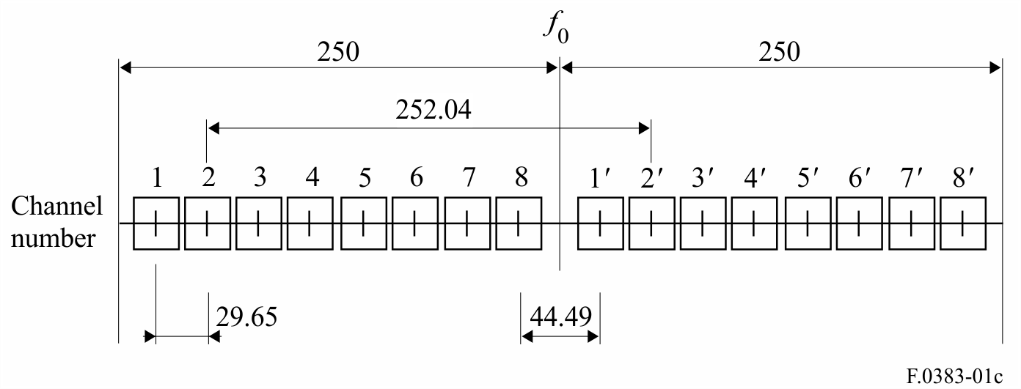 f0
250 250
252.04
1 2 3 4 5 6 7 8 1′ 2′ 3′ 4′ 5′ 6′ 7′ 8′
Channel
number
29.65 44.49
F.0383-01c